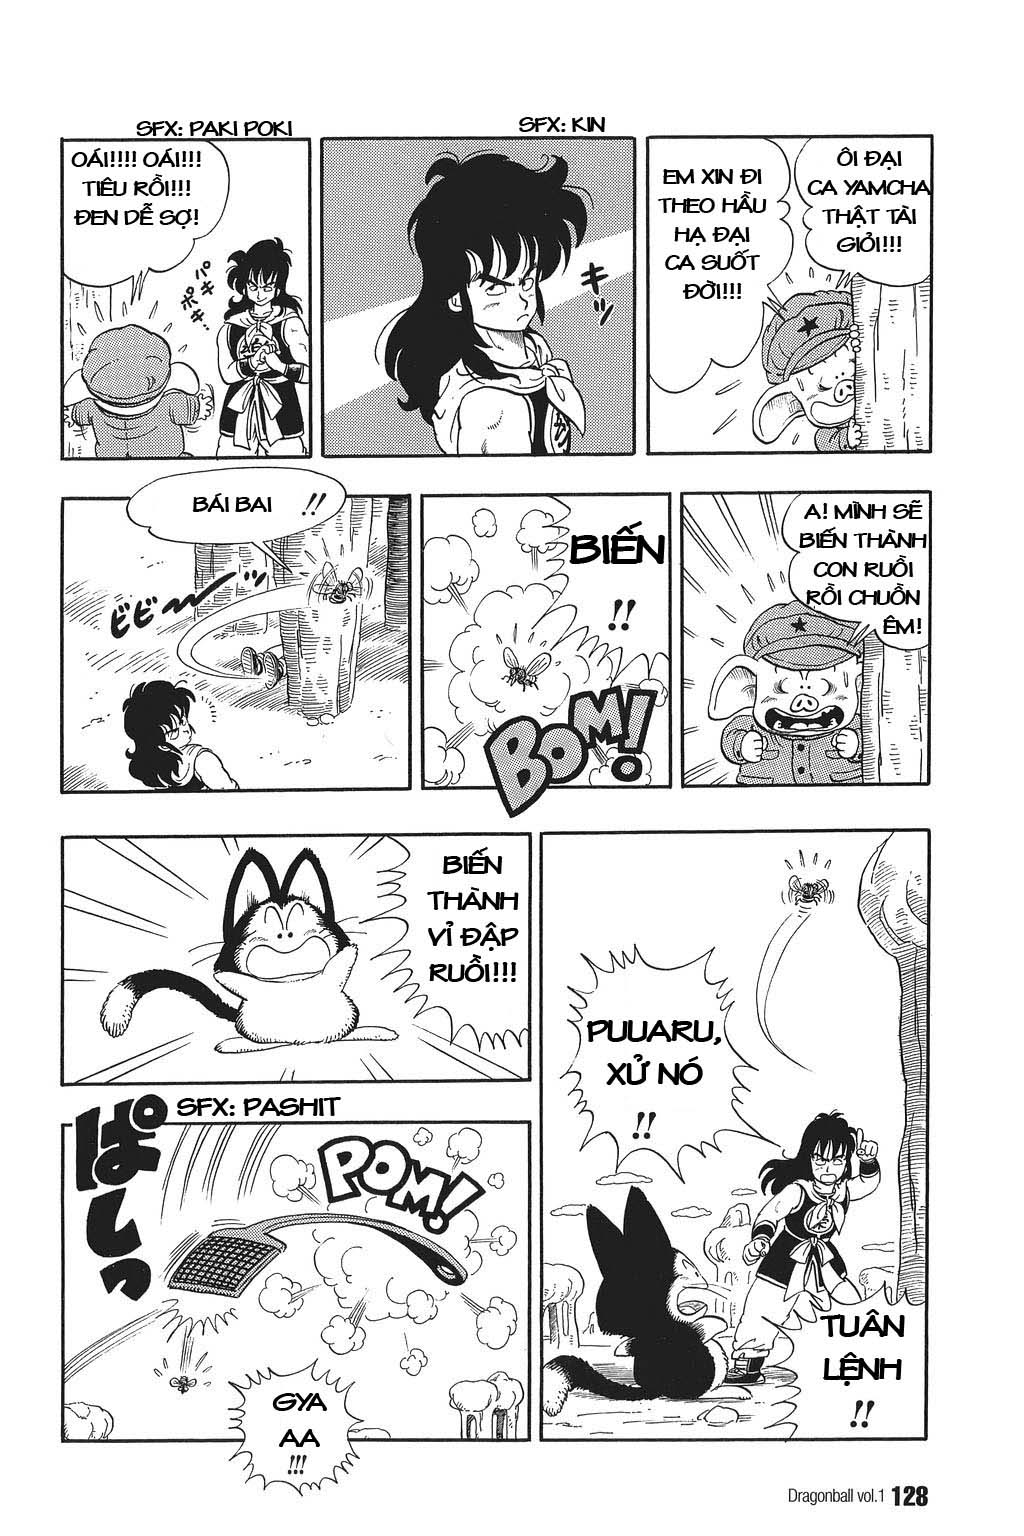 SFX: PAKI POKI
SFX: KIN
ÔI ĐẠI
CA YAMCHA
THẬT TÀI
GIỎI!!!
EM XIN ĐI
THEO HẦU
HẠ ĐẠI
CA SUỐT
ĐỜI!!!
キッ
OÁI!!!! OÁI!!!
TIÊU RỒI!!!
ĐEN DỄ SỢ!
パキ
ポキ..
A! MÌNH SẼ
BIẾN THÀNH
CON RUỒI
RỒI CHUỒN
ÊM!
BIẾN
!!
BOM!
BÁI BAI !!
ビビーッ
PUUARU,
XỬ NÓ
!!
TUÂN
LỆNH
!!
BIẾN
THÀNH
VỈ ĐẬP
RUỒI!!!
SFX: PASHIT
ぱしっ
POM!
GYA
AA
!!!
Dragonball vol.1 128